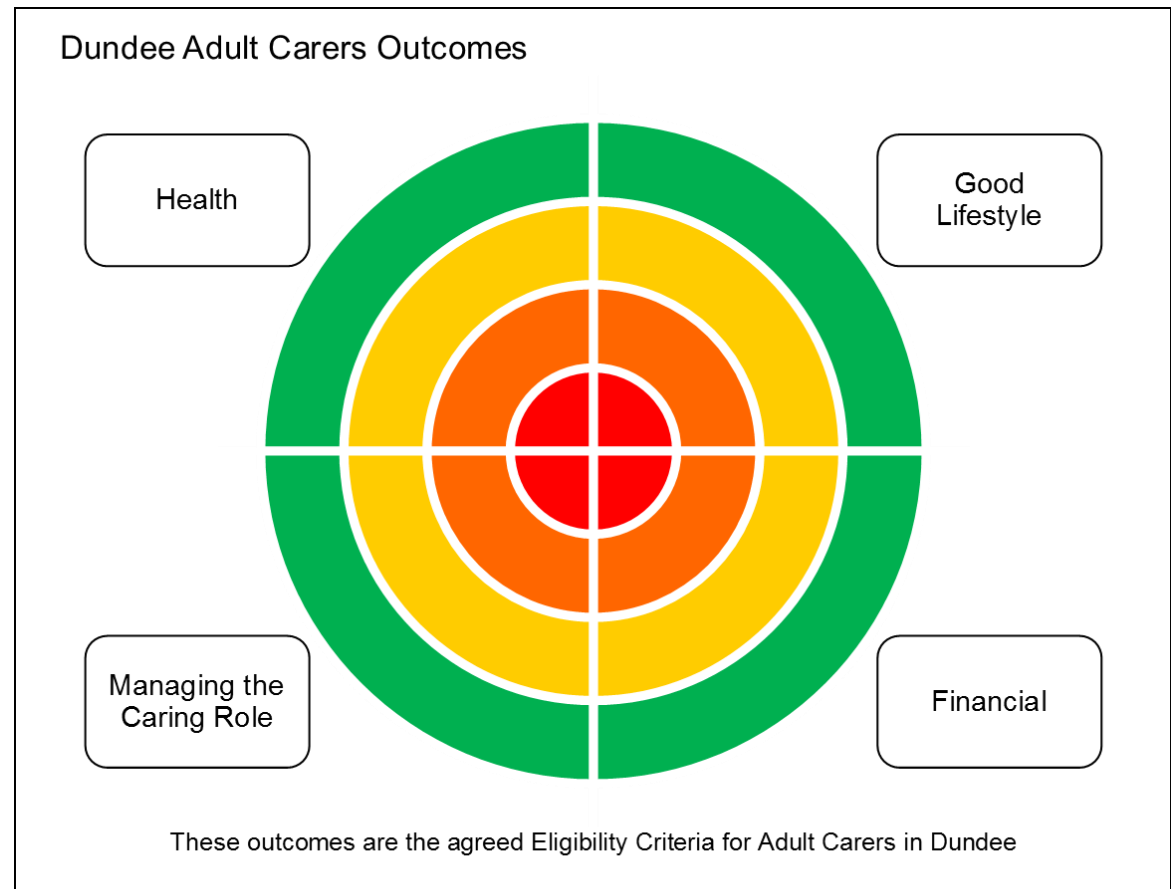 Dundee Adult Carers Outcomes
Health
Good
Lifestyle
Managing the
Caring Role
Financial
These outcomes are the agreed Eligibility Criteria for Adult Carers in Dundee